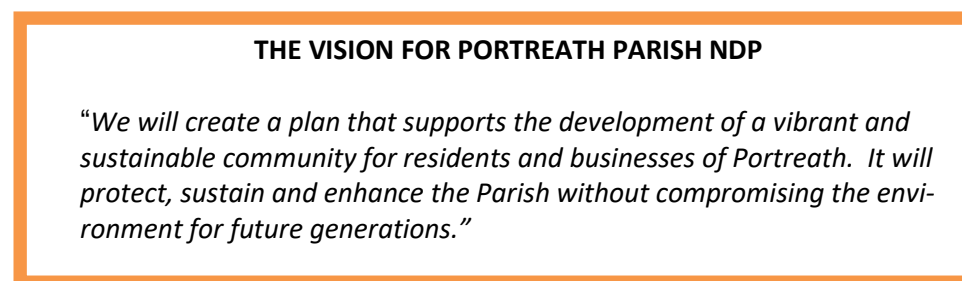 THE VISION FOR PORTREATH PARISH NDP
“We will create a plan that supports the development of a vibrant and
sustainable community for residents and businesses of Portreath.  It will
protect, sustain and enhance the Parish without compromising the envi-
ronment for future generations.”